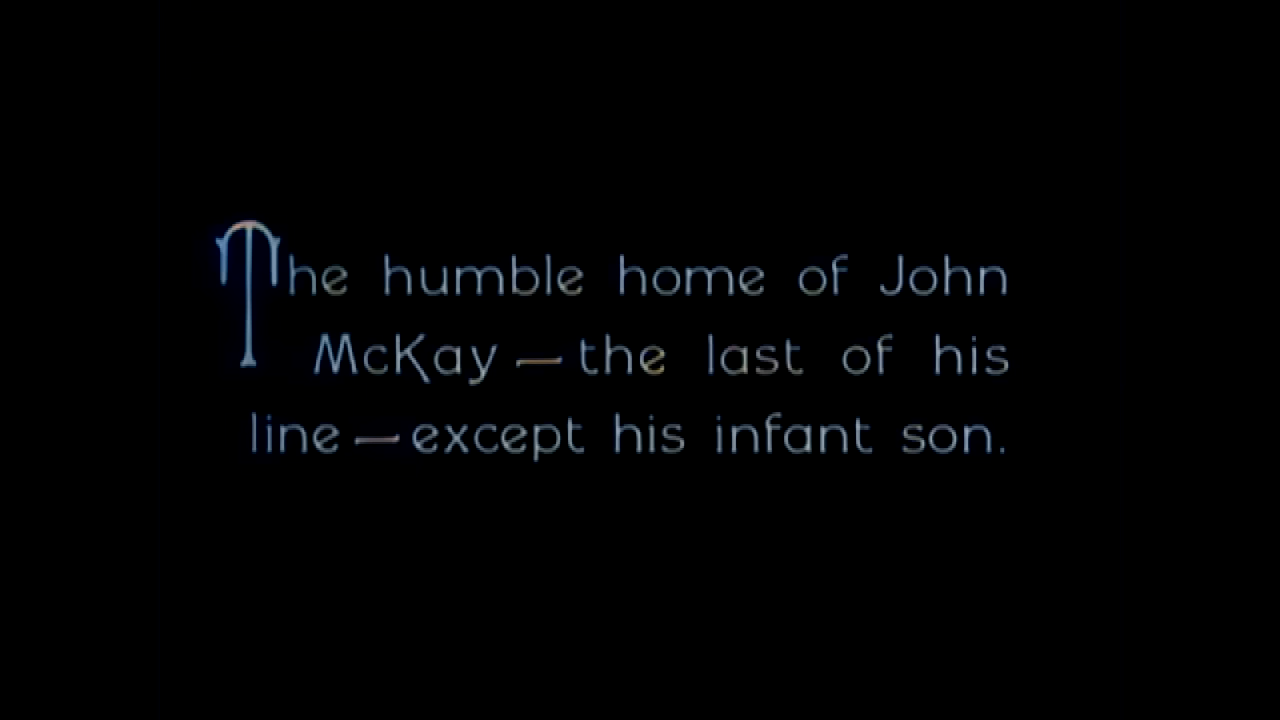 The humble home of John
McKay — the last of his
line — except his infant son.